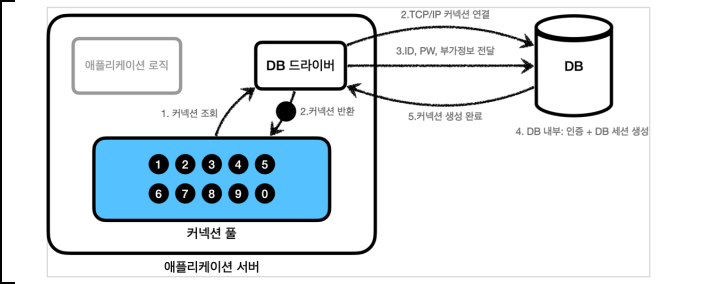 2.TCP/IP 커넥션 연결
애플리케이션 로직
DB 드라이버
3.ID, PW, 부가정보 전달
DB
1. 커넥션 조회
2.커넥션 반환
5.커넥션 생성 완료
4. DB 내부: 인증 + DB 세션 생성
1 2 3 4 5
6 7 8 9 0
커넥션 풀
애플리케이션 서버